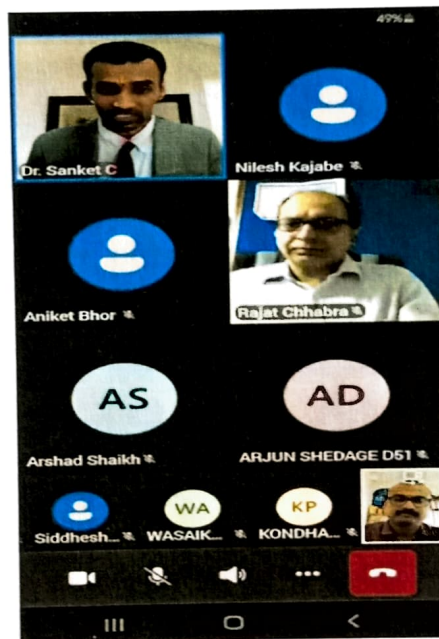 49%
Dr. Sanket C
Nilesh Kajabe
Aniket Bhor
Rajat Chhabra
AS
AD
Arshad Shaikh
ARJUN SHEDAGE D51
WA
KP
Siddhesh...
WASAIK...
KONDHA...